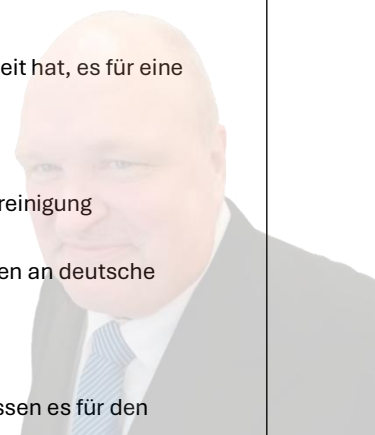 eit hat, es für eine
reinigung
en an deutsche
ssen es für den